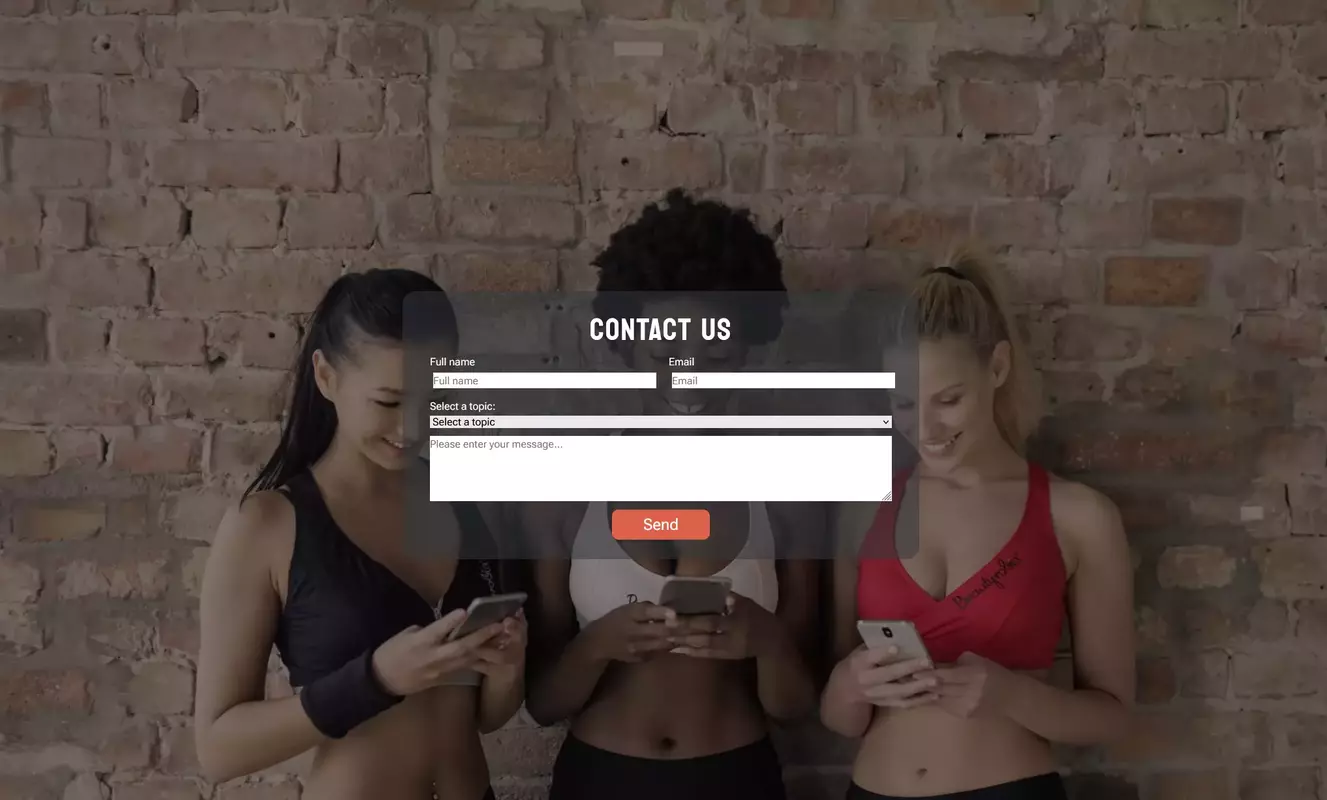 CONTACT US
Full name Email
Full name Email
Select a topic:
Select a topic
Please enter your message...
Send